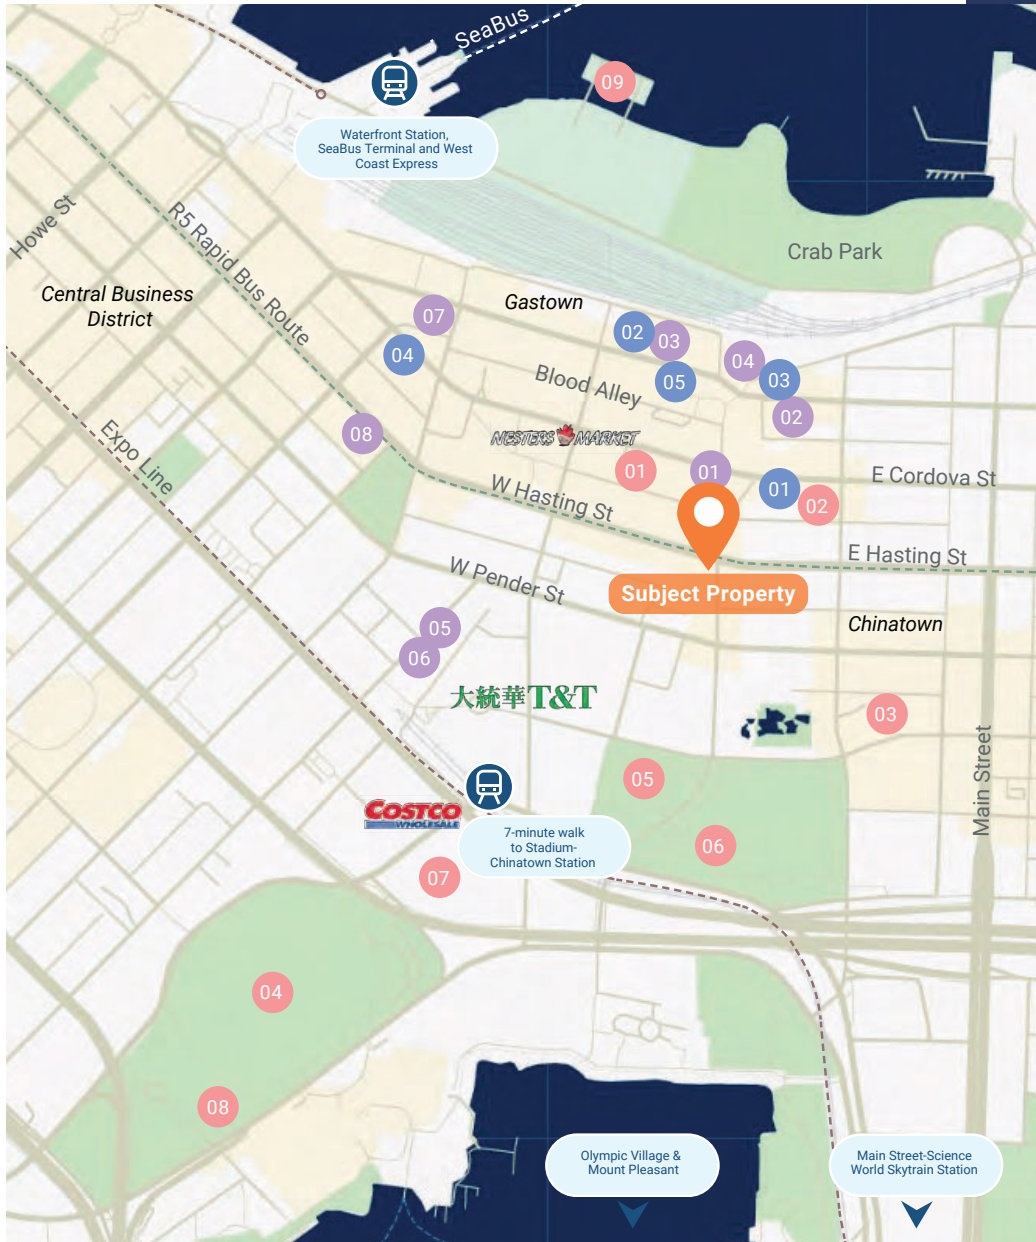 SeaBus
09
Waterfront Station,
SeaBus Terminal and West
Coast Express
Howe St
R5 Rapid Bus Route
Crab Park
Central Business
District
Gastown
07
02
03
04
04
03
05
Blood Alley
02
08
NESTERS MARKET
Expo Line
01
01
E Cordova St
01
02
W Hasting St
E Hasting St
W Pender St
Subject Property
Chinatown
05
06
大統華T&T
03
Main Street
05
COSTCO
WHOLESALE
7-minute walk
to Stadium-
Chinatown Station
06
07
04
08
Olympic Village &
Mount Pleasant
Main Street-Science
World Skytrain Station